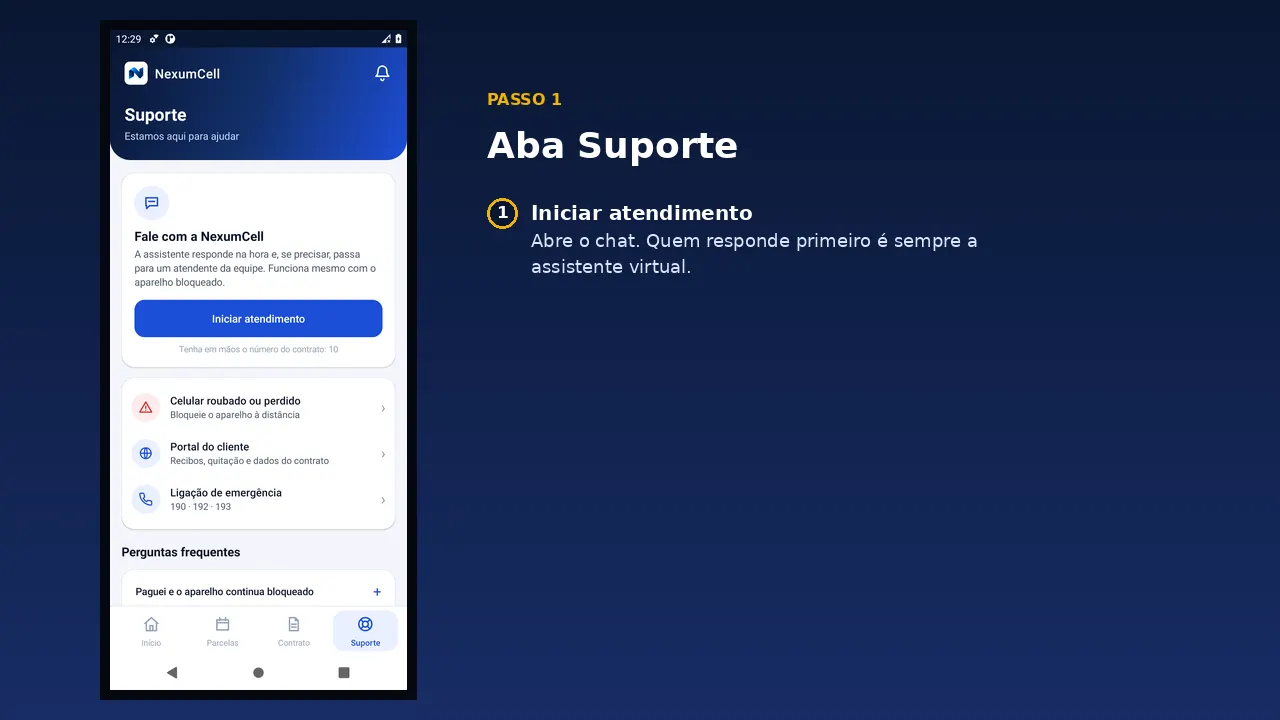 12:29
NexumCell
Suporte
Estamos aqui para ajudar
Fale com a NexumCell
A assistente responde na hora e, se precisar, passa
para um atendente da equipe. Funciona mesmo com o
aparelho bloqueado.
Iniciar atendimento
Tenha em mãos o número do contrato: 10
Celular roubado ou perdido
Bloqueie o aparelho à distância
Portal do cliente
Recibos, quitação e dados do contrato
Ligação de emergência
190 · 192 · 193
Perguntas frequentes
Paguei e o aparelho continua bloqueado
Início
Parcelas
Contrato
Suporte
PASSO 1
Aba Suporte
1
Iniciar atendimento
Abre o chat. Quem responde primeiro é sempre a
assistente virtual.